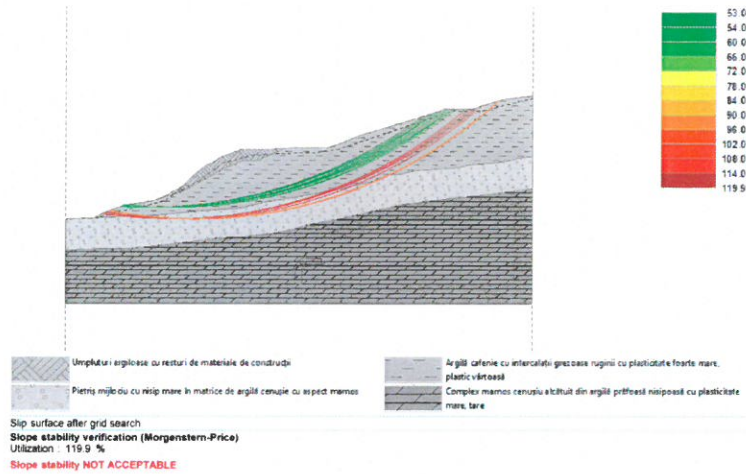 53.0
54.0
60.0
66.0
72.0
78.0
84.0
90.0
96.0
102.0
108.0
114.0
119.9
Umpluturi argiloase cu resturi de materiale de construcții
Argilă cafenie cu intercalații grezoase ruginii cu plasticitate foarte mare,
plastic vârtoasă
Pietriș mijlociu cu nisip mare în matrice de argilă cenușie cu aspect marnos
Complex marnos cenușiu alcătuit din argilă prăfoasă nisipoasă cu plasticitate
mare, tare
Slip surface after grid search
Slope stability verification (Morgenstern-Price)
Utilization : 119.9 %
Slope stability NOT ACCEPTABLE